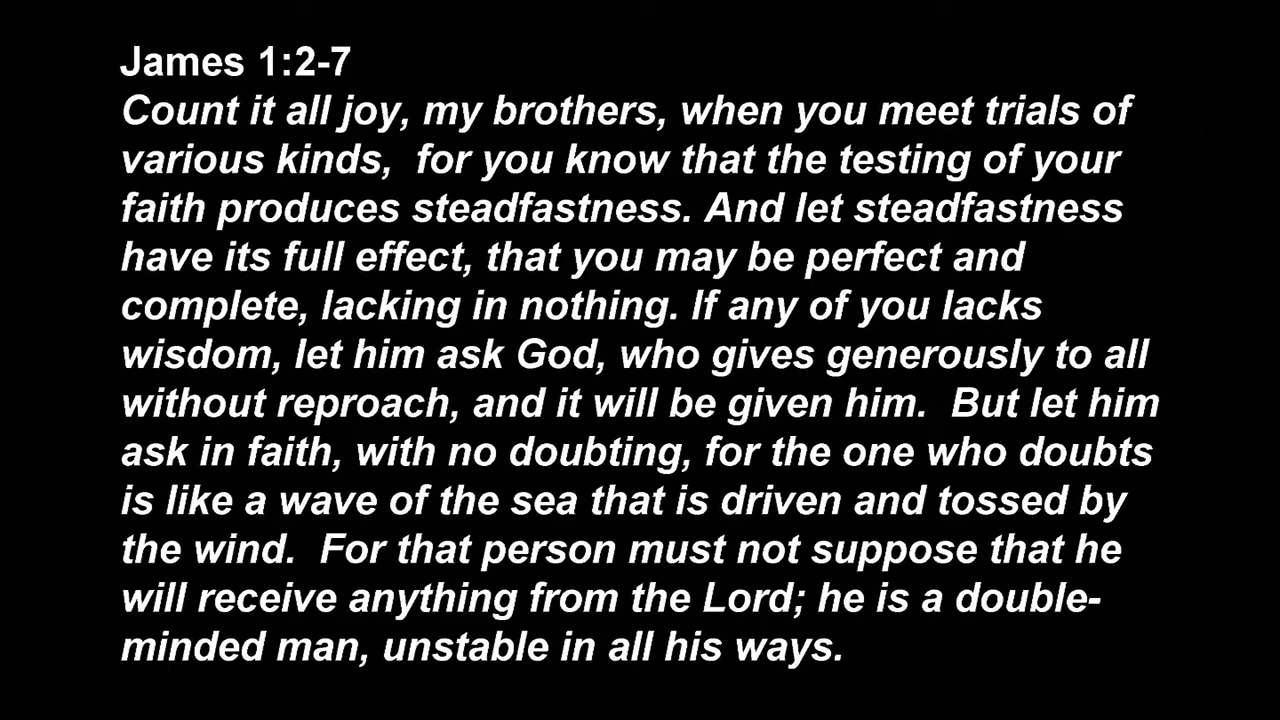 James 1:2-7
Count it all joy, my brothers, when you meet trials of
various kinds,  for you know that the testing of your
faith produces steadfastness. And let steadfastness
have its full effect, that you may be perfect and
complete, lacking in nothing. If any of you lacks
wisdom, let him ask God, who gives generously to all
without reproach, and it will be given him.  But let him
ask in faith, with no doubting, for the one who doubts
is like a wave of the sea that is driven and tossed by
the wind.  For that person must not suppose that he
will receive anything from the Lord; he is a double-
minded man, unstable in all his ways.